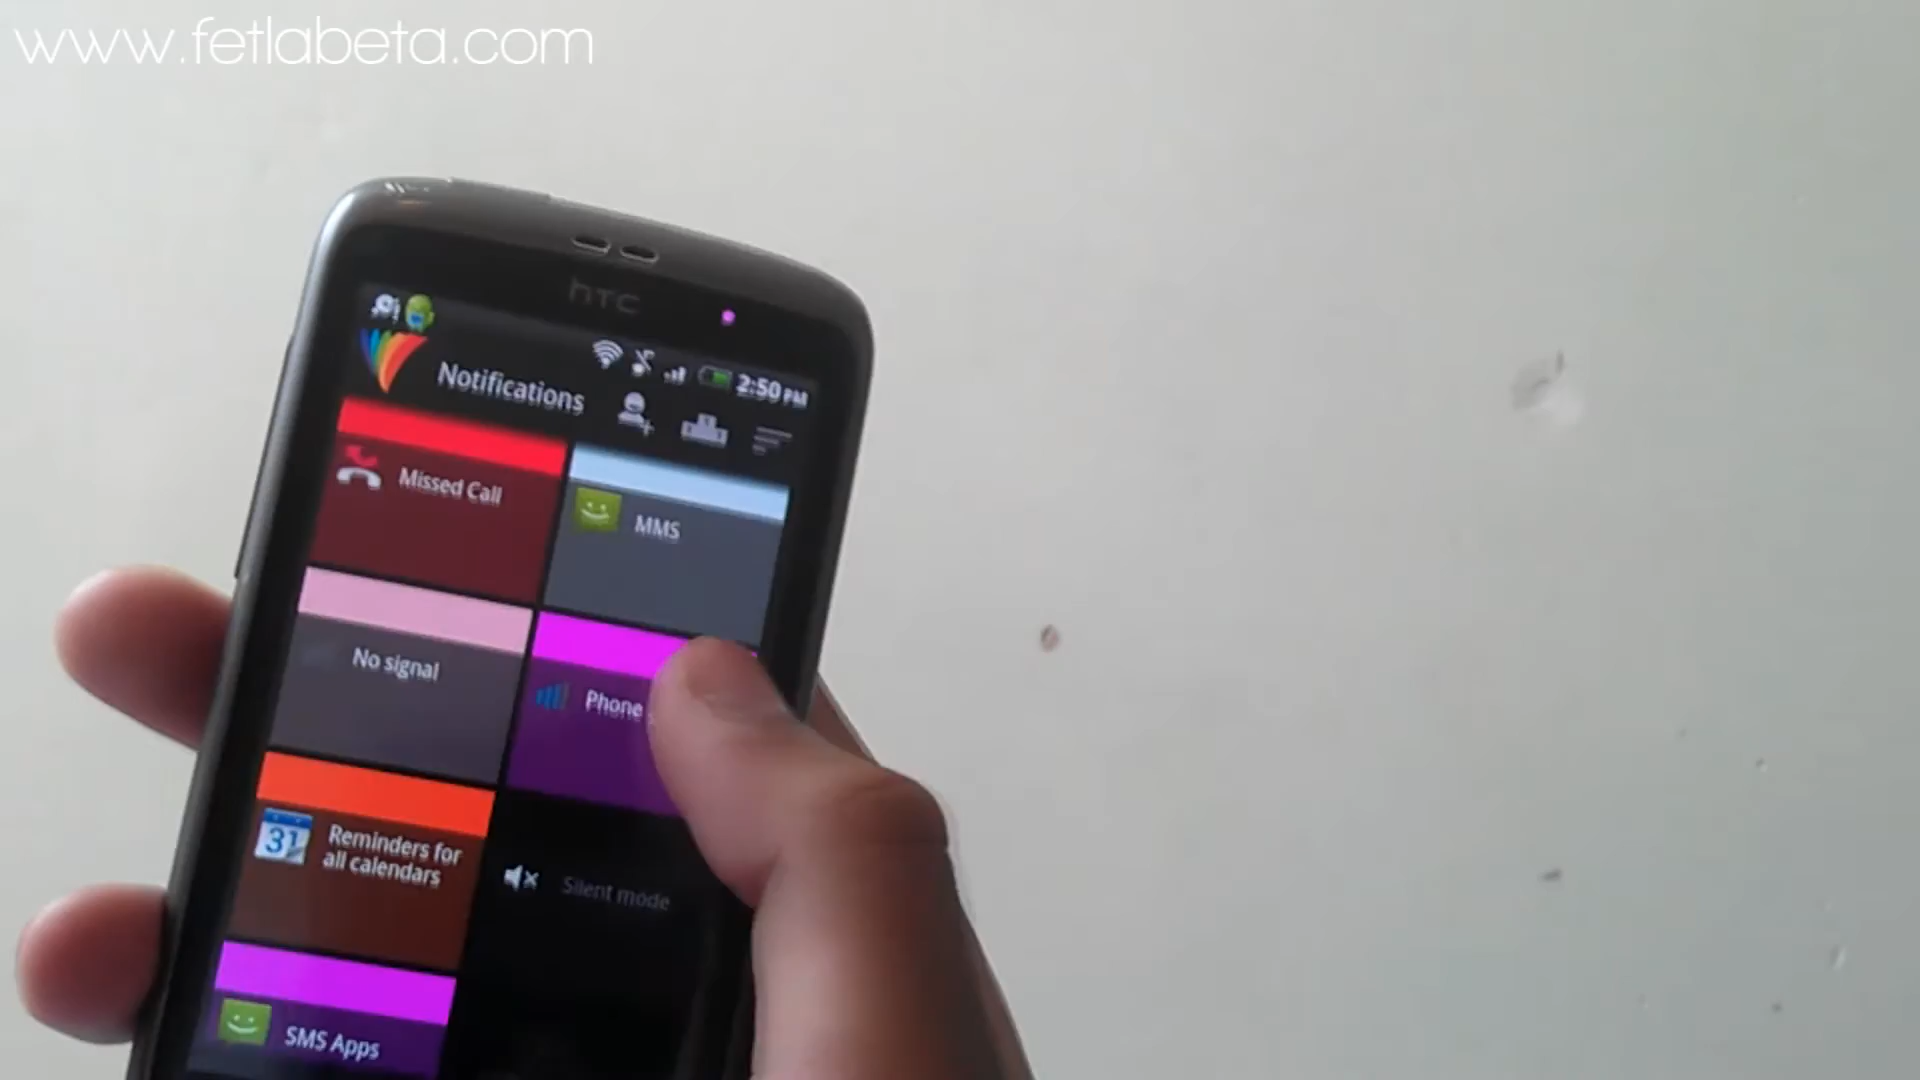 www.fetlabeta.com
hTC
2:50 PM
Notifications
Missed Call
MMS
No signal
Phone
31
Reminders for
all calendars
Silent mode
SMS Apps